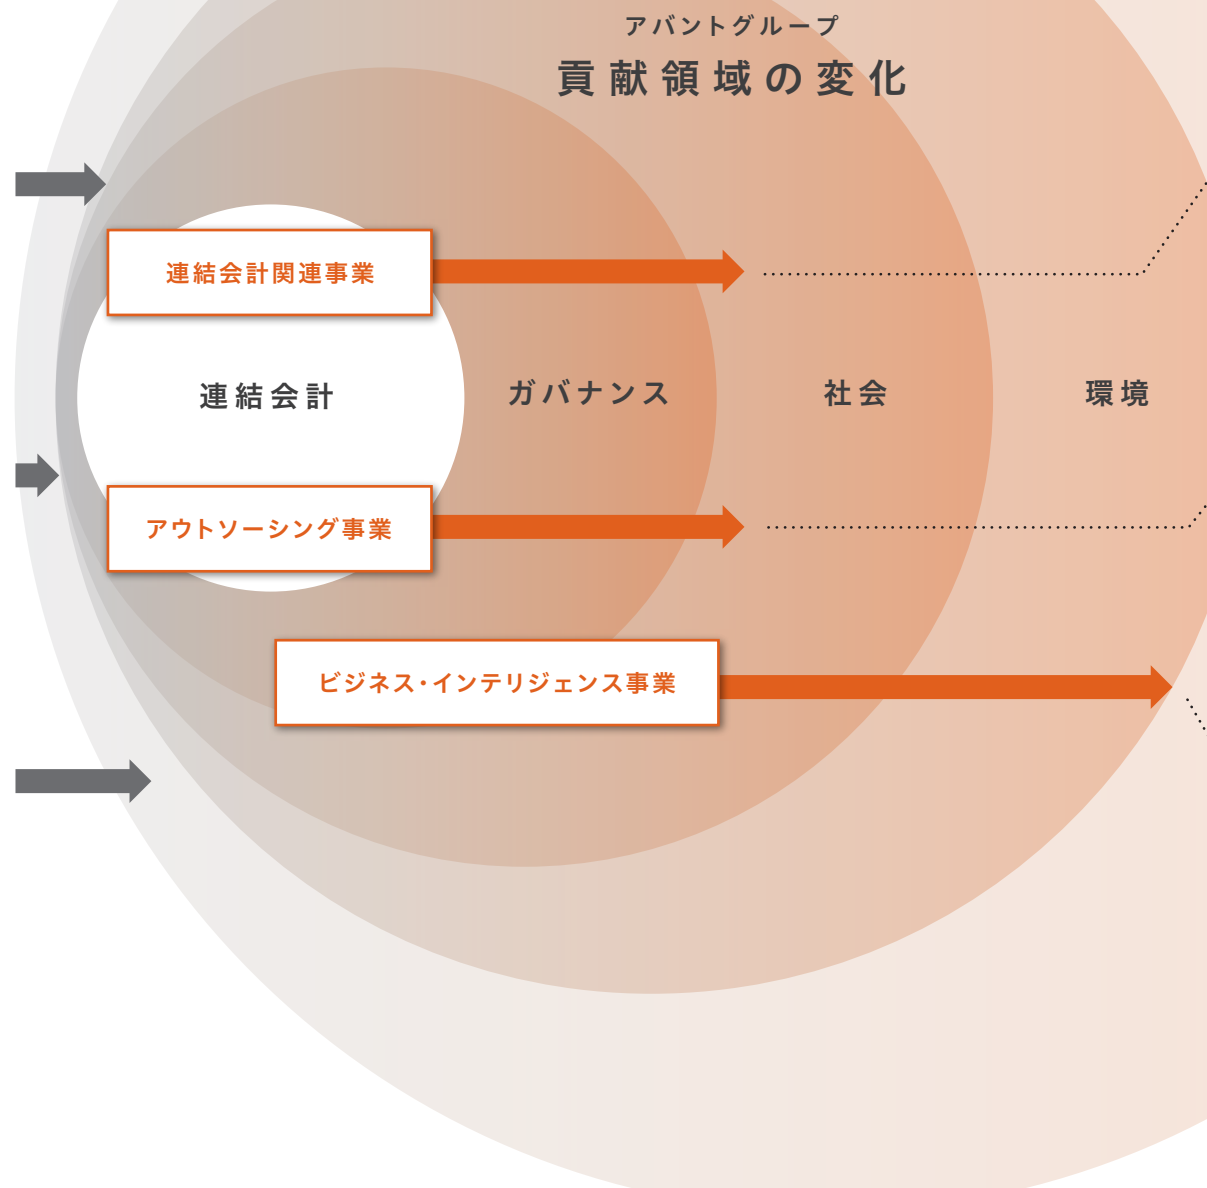 アバントグループ
貢献領域の変化
連結会計関連事業
連結会計
ガバナンス
社会
環境
アウトソーシング事業
ビジネス・インテリジェンス事業